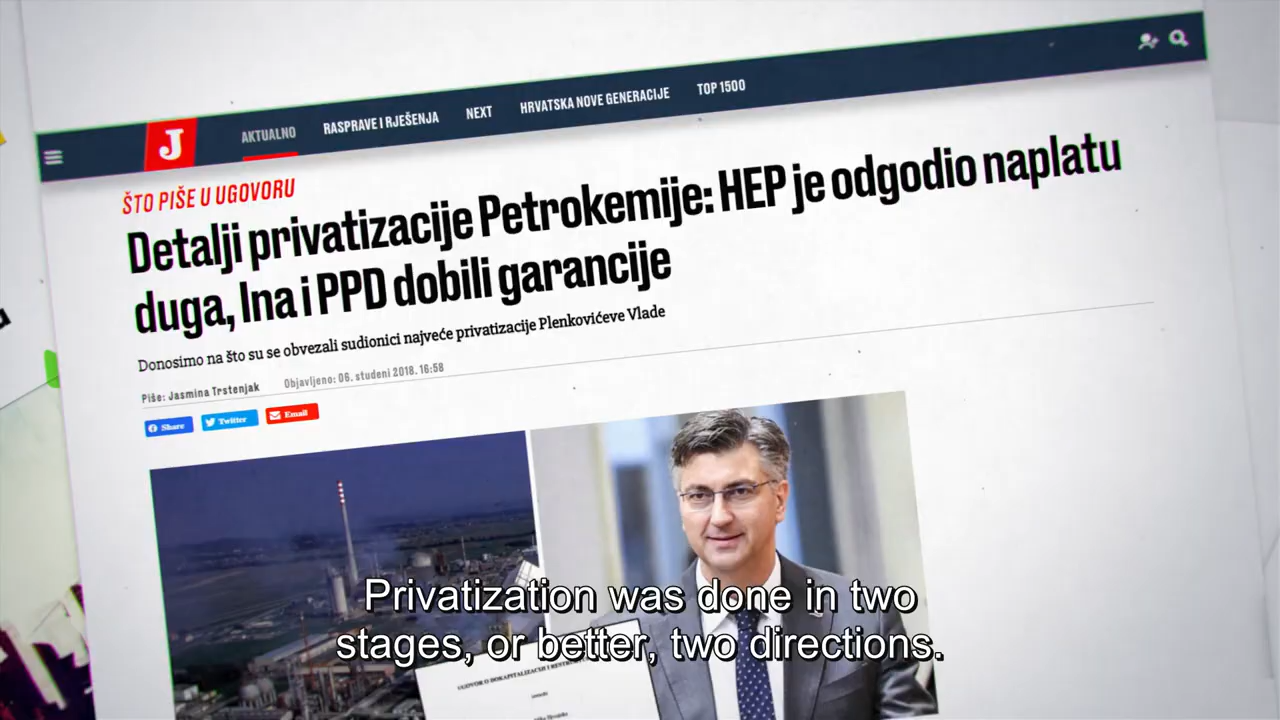 J
AKTUALNO RASPRAVE I RJEŠENJA NEXT HRVATSKA NOVE GENERACIJE TOP 1500
ŠTO PIŠE U UGOVORU
Detalji privatizacije Petrokemije: HEP je odgodio naplatu
duga, Ina i PPD dobili garancije
Donosimo na što su se obvezali sudionici najveće privatizacije Plenkovićeve Vlade
Piše: Jasmina Trstenjak Objavljeno: 06. studeni 2018. 16:58
Share Twitter Email
Privatization was done in two
stages, or better, two directions.
UGOVOR O DOKAPITALIZACIJI I